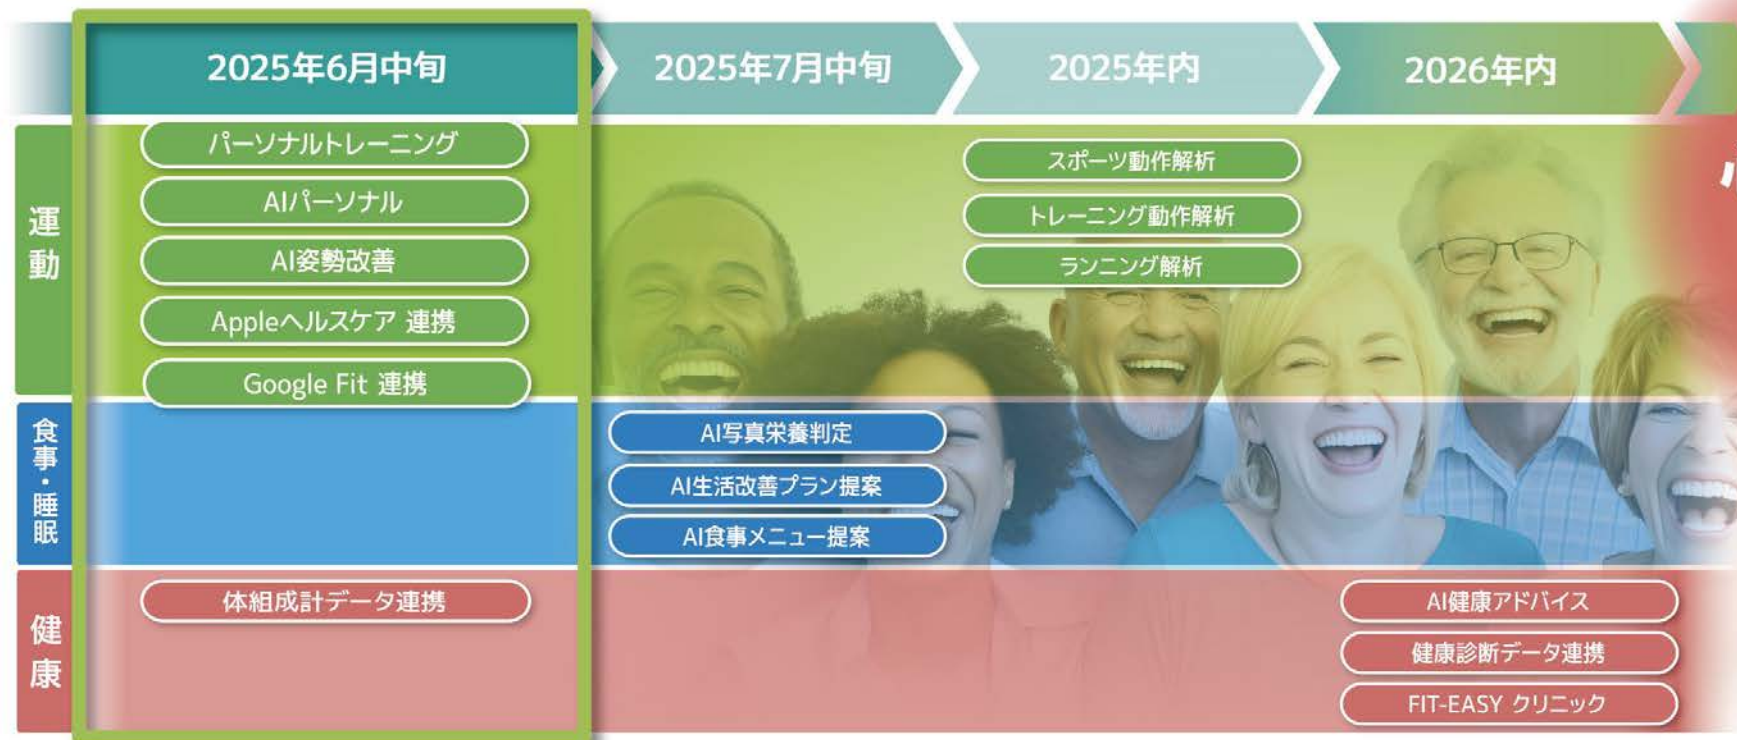 2025年6月中旬
2025年7月中旬
2025年内
2026年内
運動
パーソナルトレーニング
AIパーソナル
AI姿勢改善
Appleヘルスケア 連携
Google Fit 連携
スポーツ動作解析
トレーニング動作解析
ランニング解析
食事・睡眠
AI写真栄養判定
AI生活改善プラン提案
AI食事メニュー提案
健康
体組成計データ連携
AI健康アドバイス
健康診断データ連携
FIT-EASY クリニック